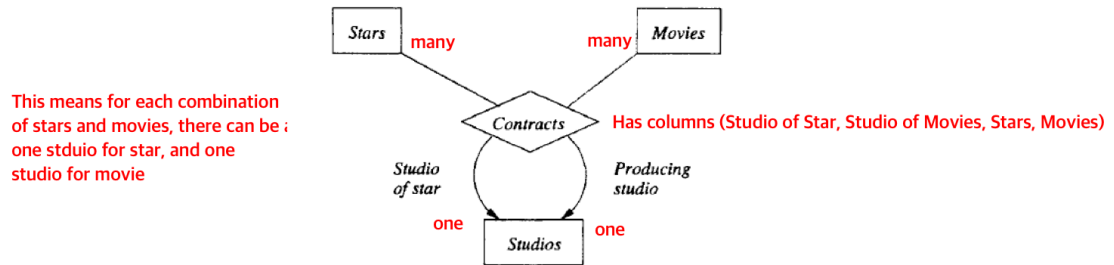 Stars
Movies
many
many
This means for each combination
of stars and movies, there can be
one stduio for star, and one
studio for movie
Contracts
Has columns (Studio of Star, Studio of Movies, Stars, Movies)
Studio
of star
Producing
studio
one
one
Studios